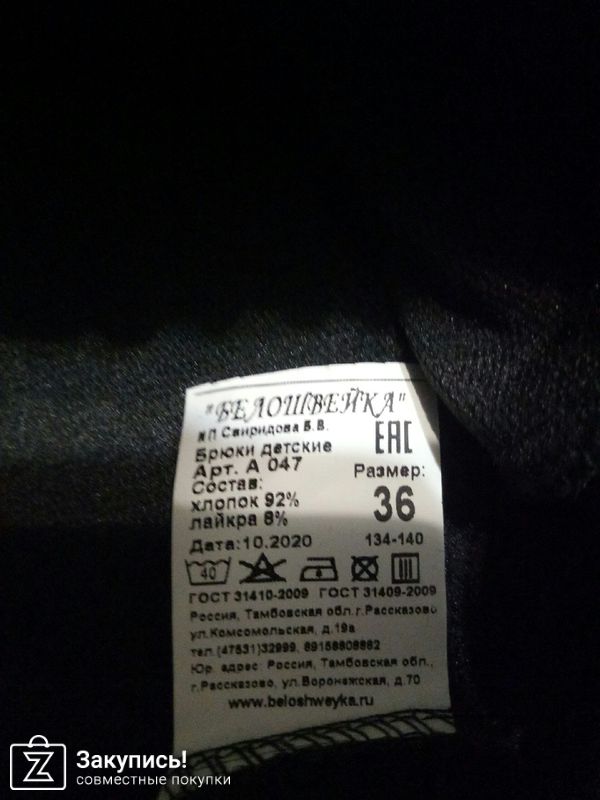 "БЕЛОШВЕЙКА"
ИП Свиридова Б.В.
Брюки детские
Арт. А 047
Состав:
хлопок 92%
лайкра 8%
Дата:10.2020
ЕАС
Размер:
36
134-140
40
ГОСТ 31410-2009 ГОСТ 31409-2009
Россия, Тамбовская обл.г.Рассказово
ул.Комсомольская, д.19а
тел.(47531)32999,
Юр. адрес: Россия, Тамбовская обл.,
г.Рассказово, ул.Воронежская, д.70
www.beloshweyka.ru
Закупись!
совместные покупки